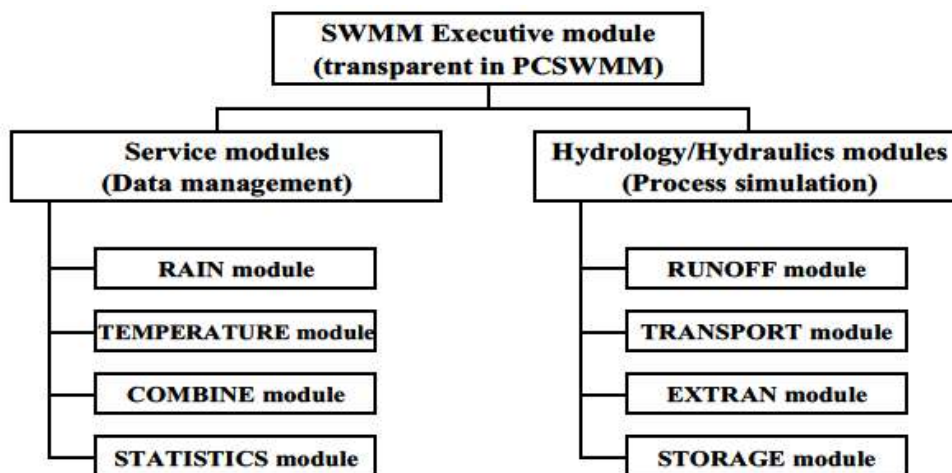 SWMM Executive module
(transparent in PCSWMM)
Service modules
(Data management)
Hydrology/Hydraulics modules
(Process simulation)
RAIN module
TEMPERATURE module
COMBINE module
STATISTICS module
RUNOFF module
TRANSPORT module
EXTRAN module
STORAGE module